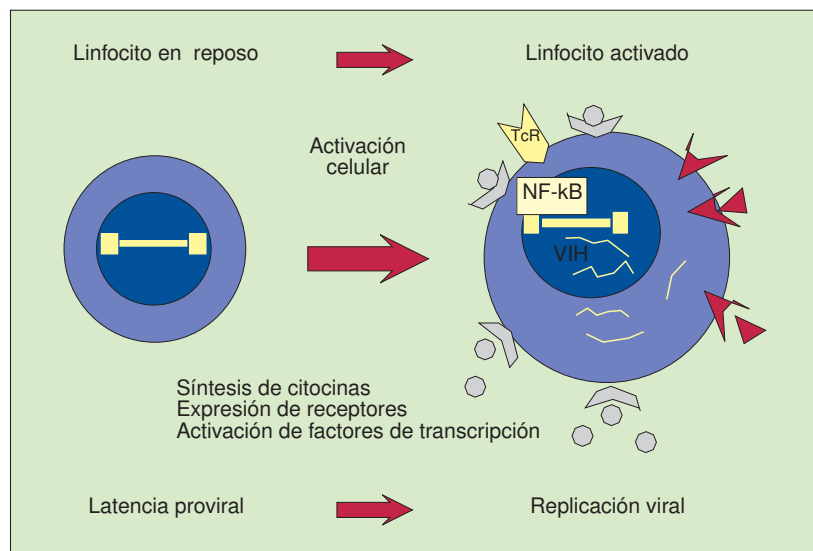 Linfocito en reposo
Linfocito activado
Activación
celular
TcR
NF-kB
VIH
Síntesis de citocinas
Expresión de receptores
Activación de factores de transcripción
Latencia proviral
Replicación viral